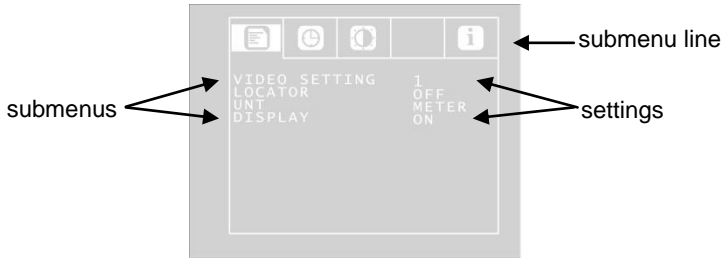 submenu line
VIDEO SETTING 1
LOCATOR OFF
UNT METER
DISPLAY ON
submenus
settings